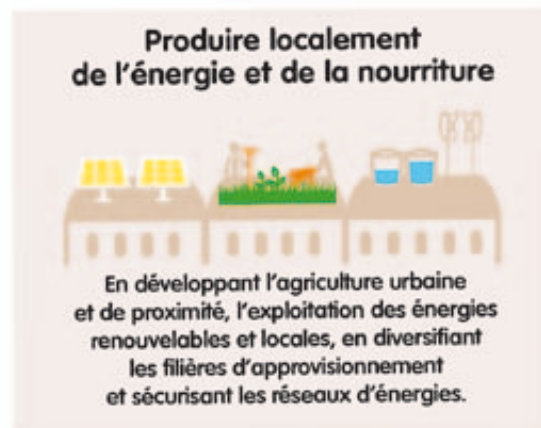 Produire localement
de l'énergie et de la nourriture
En développant l'agriculture urbaine
et de proximité, l'exploitation des énergies
renouvelables et locales, en diversifiant
les filières d'approvisionnement
et sécurisant les réseaux d'énergies.